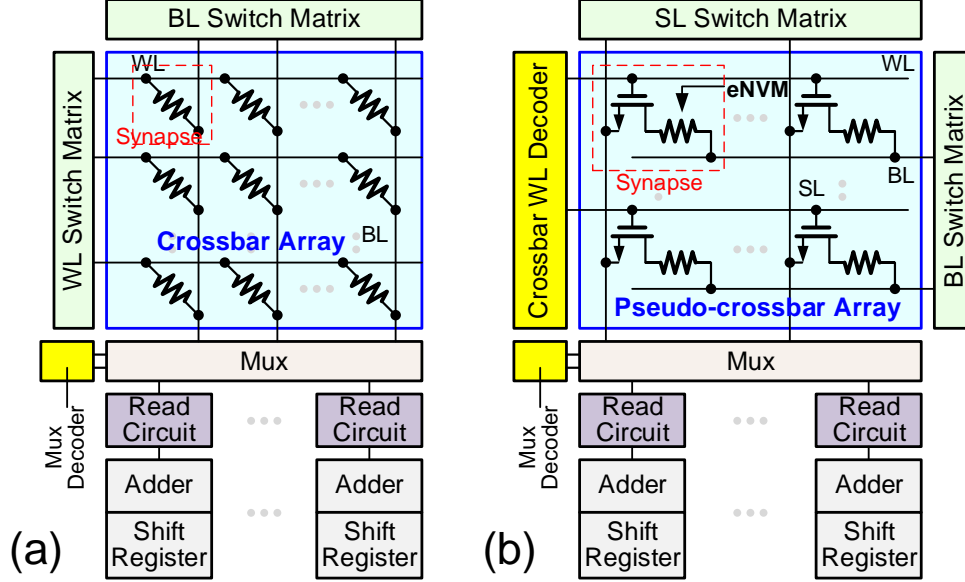 BL Switch Matrix
WL Switch Matrix
WL
Synapse
Crossbar Array
BL
Mux
Mux
Decoder
Read
Circuit
Read
Circuit
Adder
Adder
Shift
Register
Shift
Register
(a)
SL Switch Matrix
Crossbar WL Decoder
WL
eNVM
Synapse
BL
SL
BL Switch Matrix
Pseudo-crossbar Array
Mux
Mux
Decoder
Read
Circuit
Read
Circuit
Adder
Adder
Shift
Register
Shift
Register
(b)